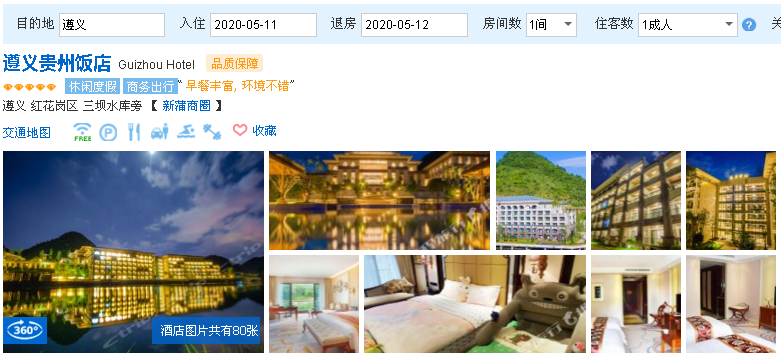 目的地 遵义 入住 2020-05-11 退房 2020-05-12 房间数 1间 住客数 1成人 ? 关
遵义贵州饭店 Guizhou Hotel 品质保障
休闲度假 商务出行 “早餐丰富, 环境不错”
遵义 红花岗区 三坝水库旁 【 新蒲商圈 】
交通地图 FREE P 收藏
360°
酒店图片共有80张